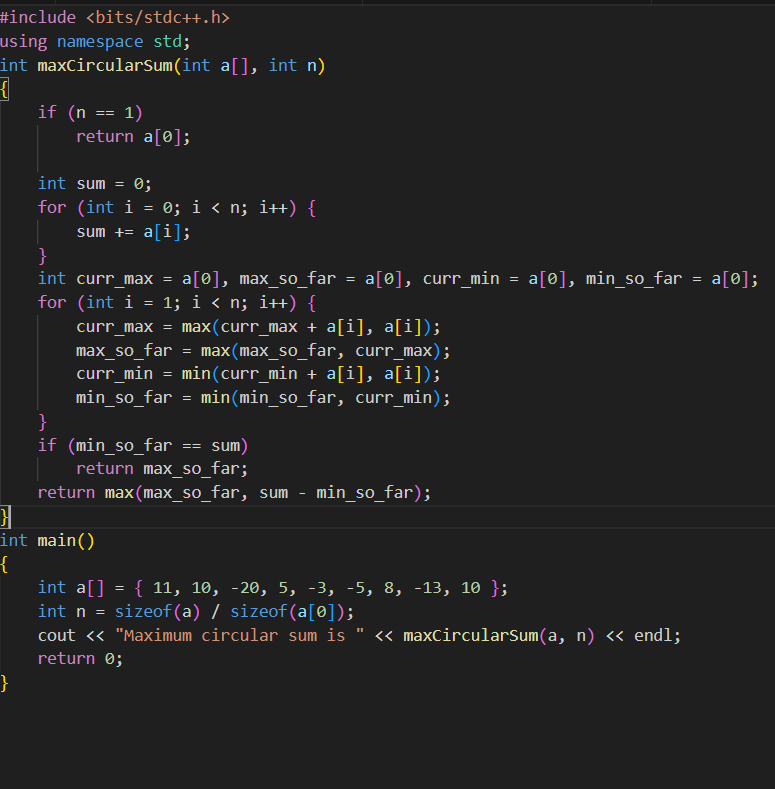 #include <bits/stdc++.h>
using namespace std;
int maxCircularSum(int a[], int n)
{
    if (n == 1)
        return a[0];

    int sum = 0;
    for (int i = 0; i < n; i++) {
        sum += a[i];
    }
    int curr_max = a[0], max_so_far = a[0], curr_min = a[0], min_so_far = a[0];
    for (int i = 1; i < n; i++) {
        curr_max = max(curr_max + a[i], a[i]);
        max_so_far = max(max_so_far, curr_max);
        curr_min = min(curr_min + a[i], a[i]);
        min_so_far = min(min_so_far, curr_min);
    }
    if (min_so_far == sum)
        return max_so_far;
    return max(max_so_far, sum - min_so_far);
}
int main()
{
    int a[] = { 11, 10, -20, 5, -3, -5, 8, -13, 10 };
    int n = sizeof(a) / sizeof(a[0]);
    cout << "Maximum circular sum is " << maxCircularSum(a, n) << endl;
    return 0;
}